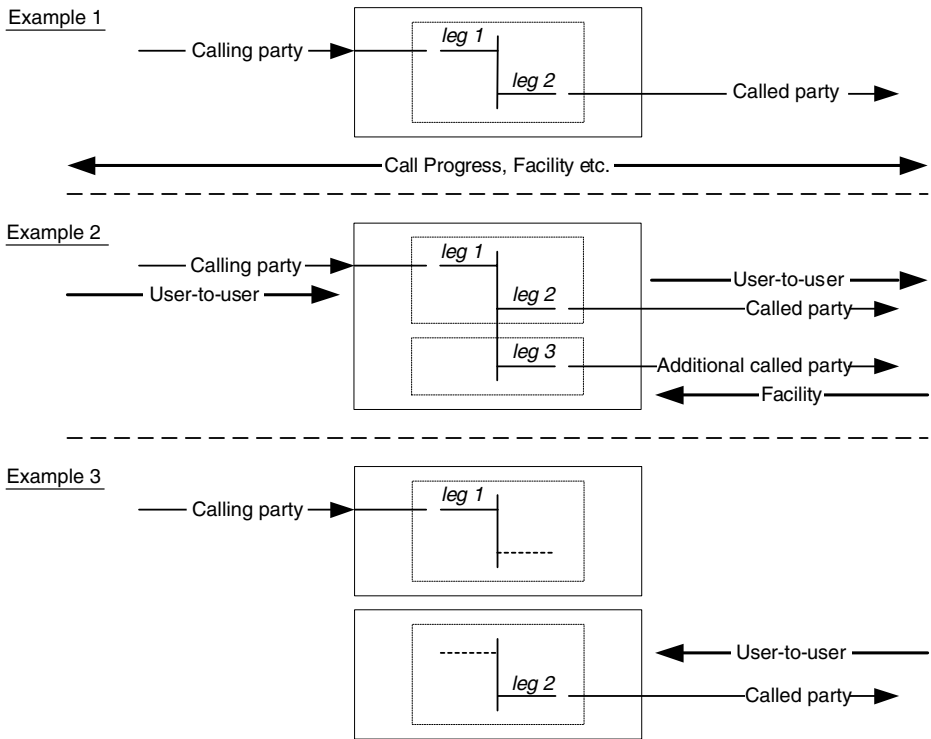 Example 1
leg 1
Calling party
leg 2
Called party
Call Progress, Facility etc.
Example 2
leg 1
Calling party
User-to-user
User-to-user
leg 2
Called party
leg 3
Additional called party
Facility
Example 3
leg 1
Calling party
User-to-user
leg 2
Called party